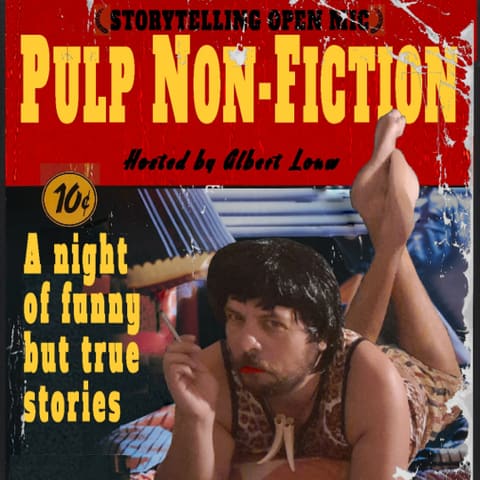 (STORYTELLING OPEN MIC)
PULP NON-FICTION
Hosted by Albert Louw
10¢
A night
of funny
but true
stories